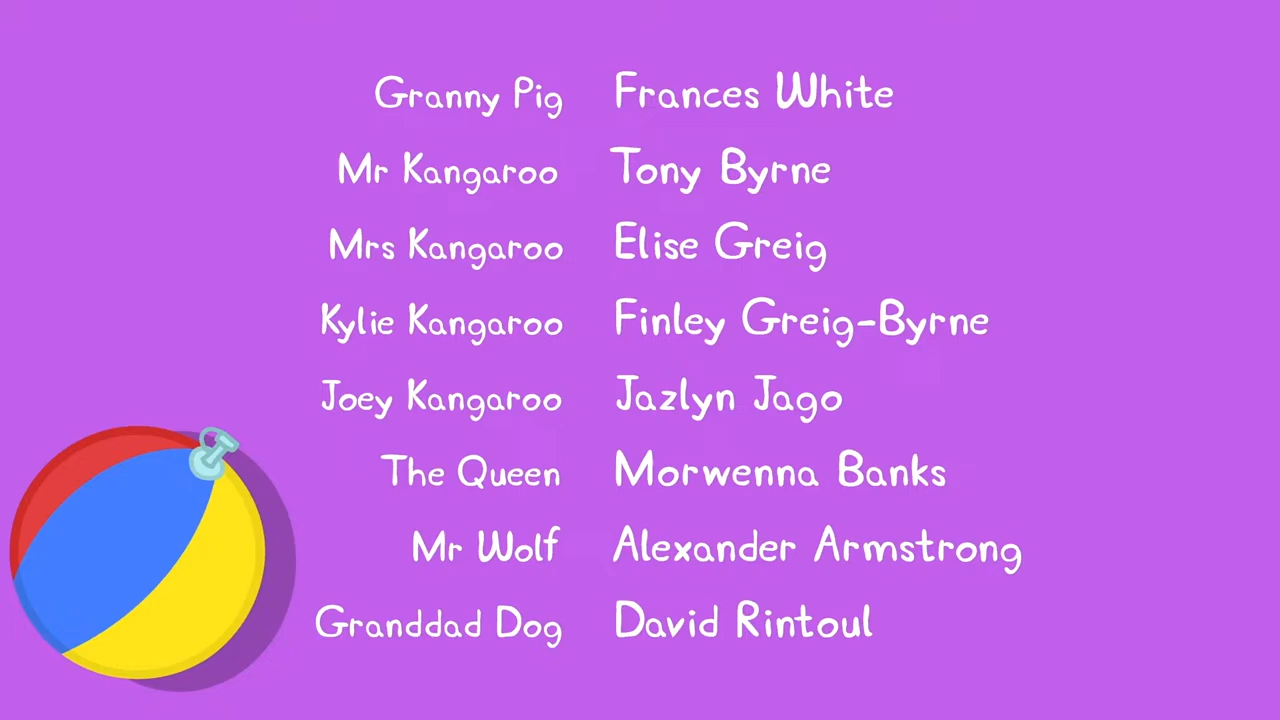 Granny Pig Frances White
Mr Kangaroo Tony Byrne
Mrs Kangaroo Elise Greig
Kylie Kangaroo Finley Greig-Byrne
Joey Kangaroo Jazlyn Jago
The Queen Morwenna Banks
Mr Wolf Alexander Armstrong
Granddad Dog David Rintoul